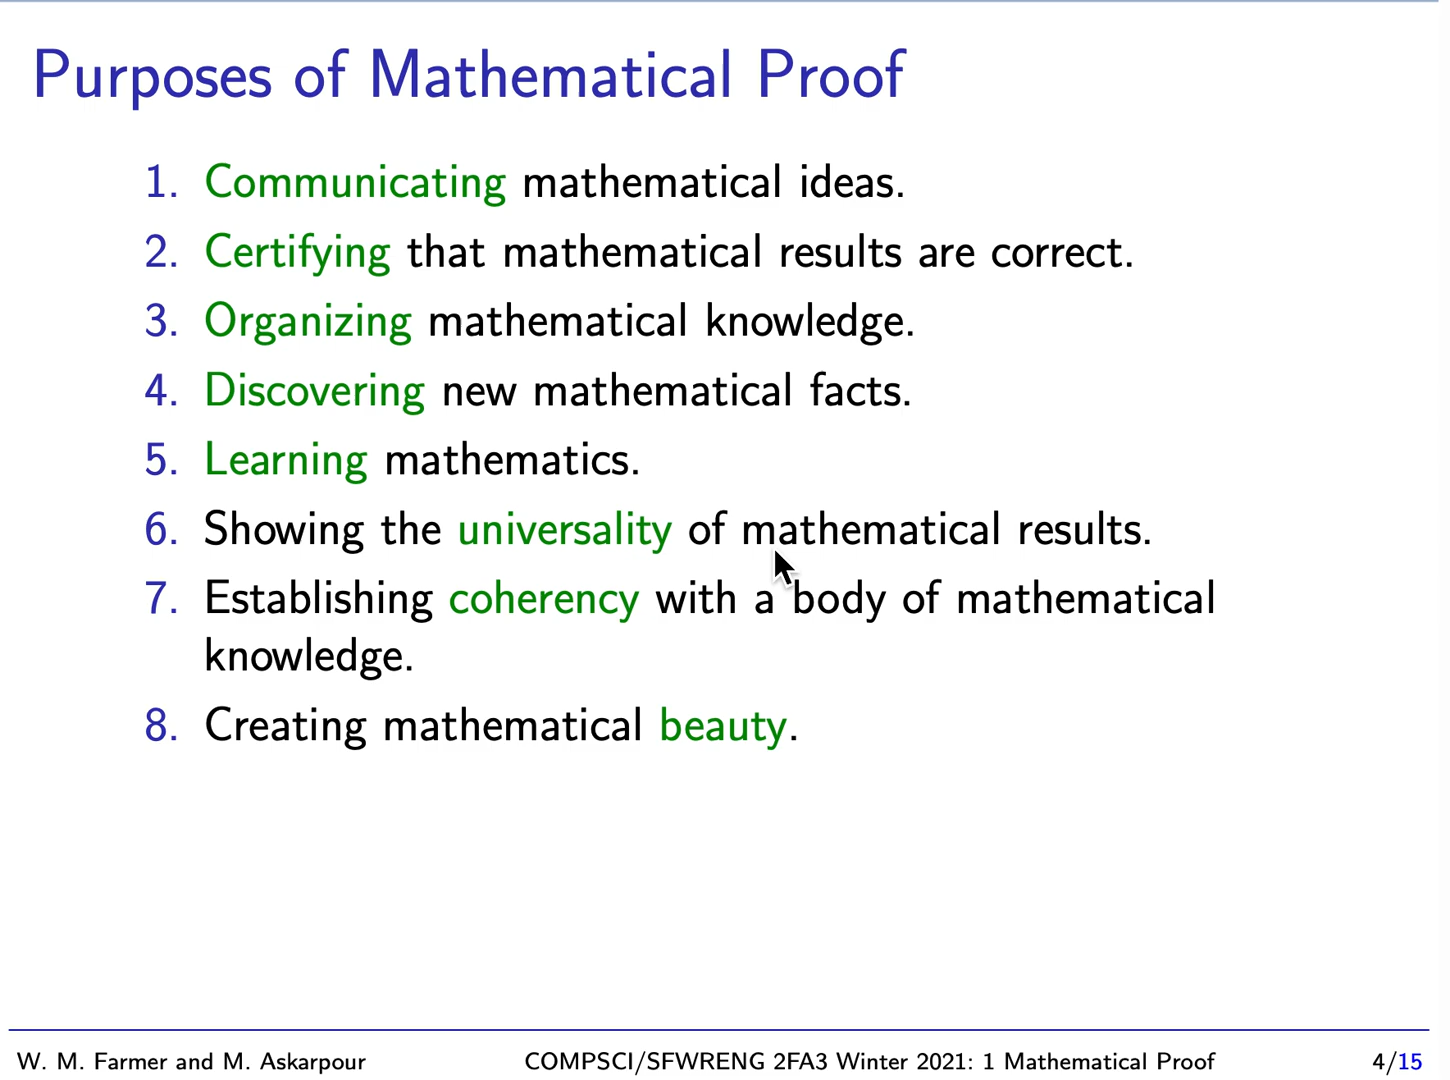 Purposes of Mathematical Proof
1. Communicating mathematical ideas.
2. Certifying that mathematical results are correct.
3. Organizing mathematical knowledge.
4. Discovering new mathematical facts.
5. Learning mathematics.
6. Showing the universality of mathematical results.
7. Establishing coherency with a body of mathematical
knowledge.
8. Creating mathematical beauty.
W. M. Farmer and M. Askarpour COMPSCI/SFWRENG 2FA3 Winter 2021: 1 Mathematical Proof 4/15